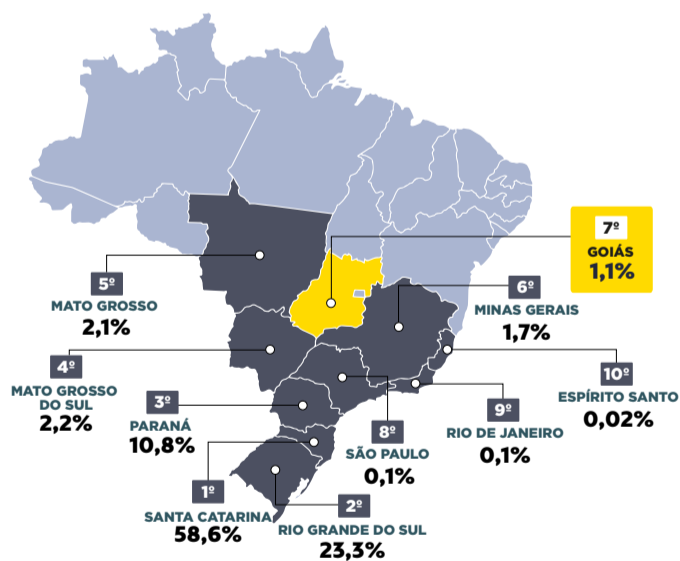 7º
GOIÁS
1,1%
5º
MATO GROSSO
2,1%
6º
MINAS GERAIS
1,7%
4º
MATO GROSSO
DO SUL
2,2%
10º
ESPÍRITO SANTO
0,02%
3º
PARANÁ
10,8%
9º
RIO DE JANEIRO
0,1%
8º
SÃO PAULO
0,1%
1º
SANTA CATARINA
58,6%
2º
RIO GRANDE DO SUL
23,3%